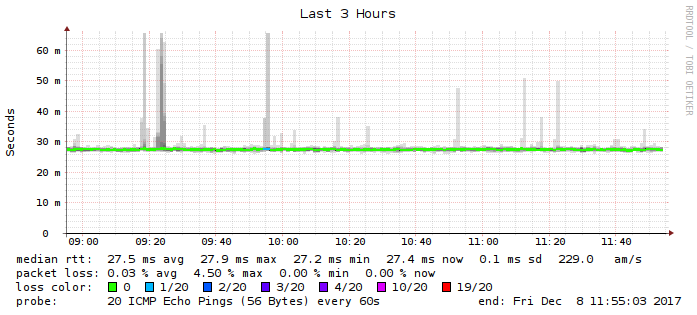 Last 3 Hours
RRDTOOL / TOBI OETIKER
Seconds
60 m
50 m
40 m
30 m
20 m
10 m
0
09:00 09:20 09:40 10:00 10:20 10:40 11:00 11:20 11:40
median rtt: 27.5 ms avg 27.9 ms max 27.2 ms min 27.4 ms now 0.1 ms sd 229.0 am/s
packet loss: 0.03 % avg 4.50 % max 0.00 % min 0.00 % now
loss color: 0 1/20 2/20 3/20 4/20 10/20 19/20
probe: 20 ICMP Echo Pings (56 Bytes) every 60s end: Fri Dec 8 11:55:03 2017